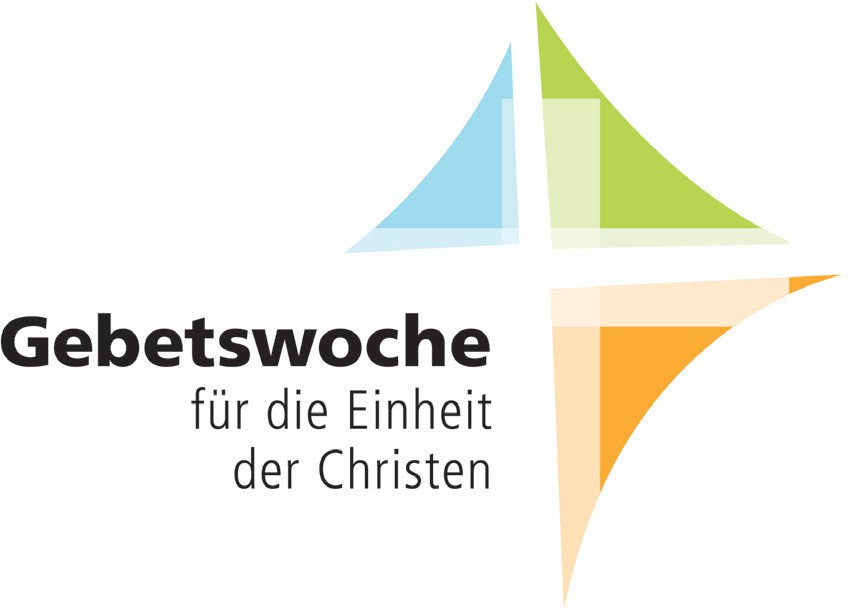 Gebetswoche
für die Einheit
der Christen